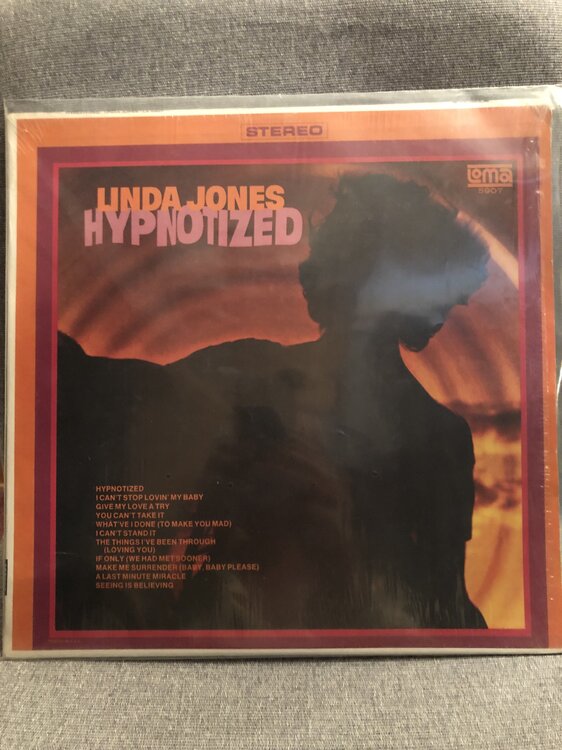 STEREO
Loma
5907
LINDA JONES
HYPNOTIZED
HYPNOTIZED
I CAN'T STOP LOVIN' MY BABY
GIVE MY LOVE A TRY
YOU CAN'T TAKE IT
WHAT'VE I DONE (TO MAKE YOU MAD)
I CAN'T STAND IT
THE THINGS I'VE BEEN THROUGH
(LOVING YOU)
IF ONLY (WE HAD MET SOONER)
MAKE ME SURRENDER (BABY, BABY PLEASE)
A LAST MINUTE MIRACLE
SEEING IS BELIEVING